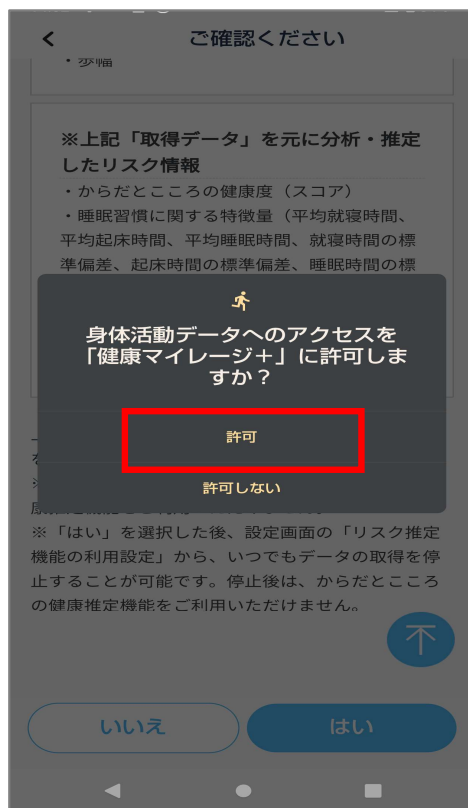 ご確認ください
・歩幅
※上記「取得データ」を元に分析・推定
したリスク情報
・からだとこころの健康度（スコア）
・睡眠習慣に関する特徴量（平均就寝時間、
平均起床時間、平均睡眠時間、就寝時間の標
準偏差、起床時間の標準偏差、睡眠時間の標
身体活動データへのアクセスを
「健康マイレージ＋」に許可しま
すか？
許可
許可しない
※「はい」を選択した後、設定画面の「リスク推定
機能の利用設定」から、いつでもデータの取得を停
止することが可能です。停止後は、からだとこころ
の健康推定機能をご利用いただけません。
いいえ
はい